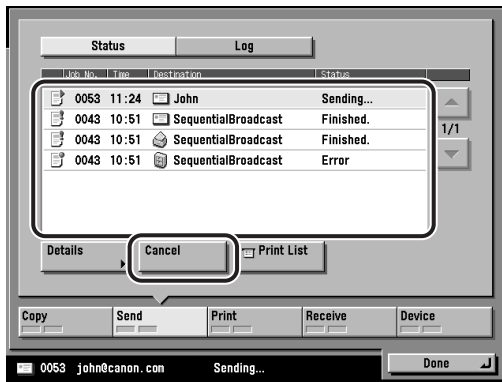 Status Log
Job No. Time Destination Status
0053 11:24 John Sending...
0043 10:51 SequentialBroadcast Finished.
0043 10:51 SequentialBroadcast Finished.
0043 10:51 SequentialBroadcast Error
1/1
Details Cancel Print List
Copy Send Print Receive Device
0053 john@canon.com Sending... Done